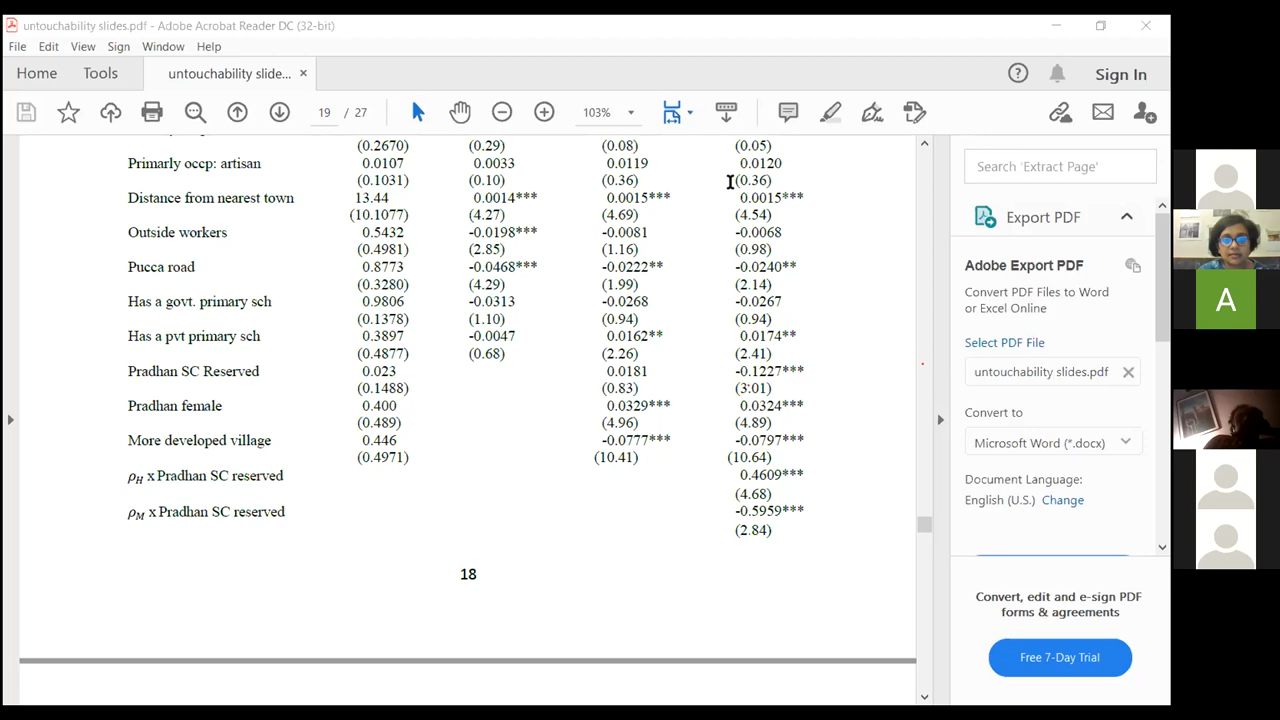 untouchability slides.pdf - Adobe Acrobat Reader DC (32-bit)
File Edit View Sign Window Help
Home Tools untouchability slide... × Sign In
19 / 27 103%
(0.2670) (0.29) (0.08) (0.05)
Primarly occp: artisan 0.0107 0.0033 0.0119 0.0120
(0.1031) (0.10) (0.36) (0.36)
Distance from nearest town 13.44 0.0014*** 0.0015*** 0.0015***
(10.1077) (4.27) (4.69) (4.54)
Outside workers 0.5432 -0.0198*** -0.0081 -0.0068
(0.4981) (2.85) (1.16) (0.98)
Pucca road 0.8773 -0.0468*** -0.0222** -0.0240**
(0.3280) (4.29) (1.99) (2.14)
Has a govt. primary sch 0.9806 -0.0313 -0.0268 -0.0267
(0.1378) (1.10) (0.94) (0.94)
Has a pvt primary sch 0.3897 -0.0047 0.0162** 0.0174**
(0.4877) (0.68) (2.26) (2.41)
Pradhan SC Reserved 0.023 0.0181 -0.1227***
(0.1488) (0.83) (3.01)
Pradhan female 0.400 0.0329*** 0.0324***
(0.489) (4.96) (4.89)
More developed village 0.446 -0.0777*** -0.0797***
(0.4971) (10.41) (10.64)
ρH x Pradhan SC reserved 0.4609***
(4.68)
ρM x Pradhan SC reserved -0.5959***
(2.84)
18
Search 'Extract Page'
Export PDF
Adobe Export PDF
Convert PDF Files to Word
or Excel Online
Select PDF File
untouchability slides.pdf ×
Convert to
Microsoft Word (*.docx)
Document Language:
English (U.S.) Change
Convert, edit and e-sign PDF
forms & agreements
Free 7-Day Trial
A